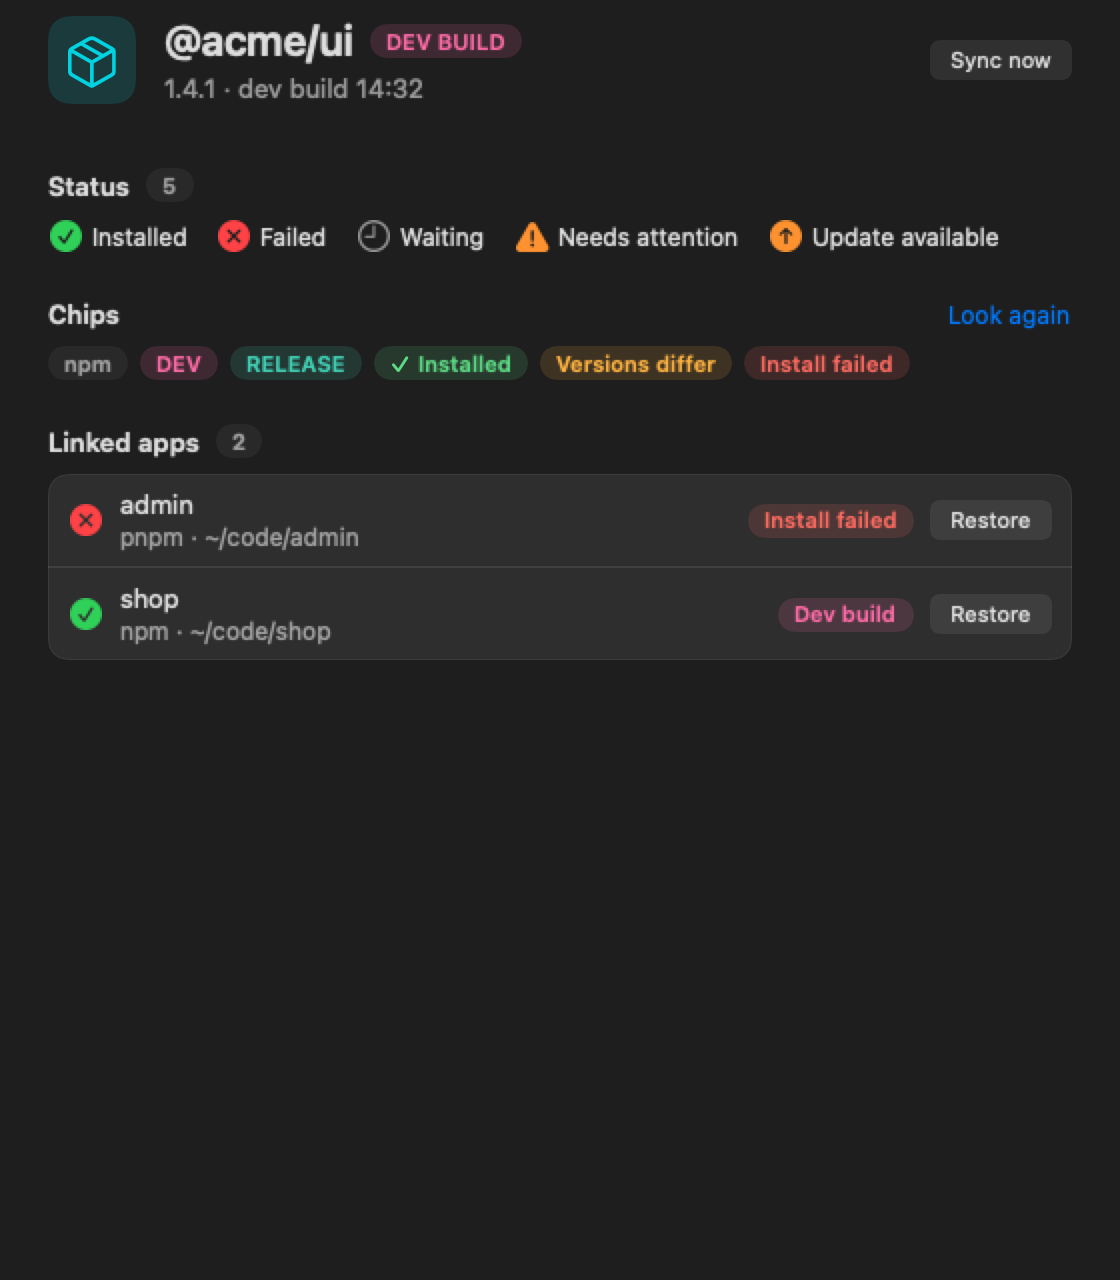 @acme/ui DEV BUILD
1.4.1 · dev build 14:32
Sync now
Status 5
Installed Failed Waiting Needs attention Update available
Chips Look again
npm DEV RELEASE Installed Versions differ Install failed
Linked apps 2
admin
pnpm · ~/code/admin
Install failed Restore
shop
npm · ~/code/shop
Dev build Restore